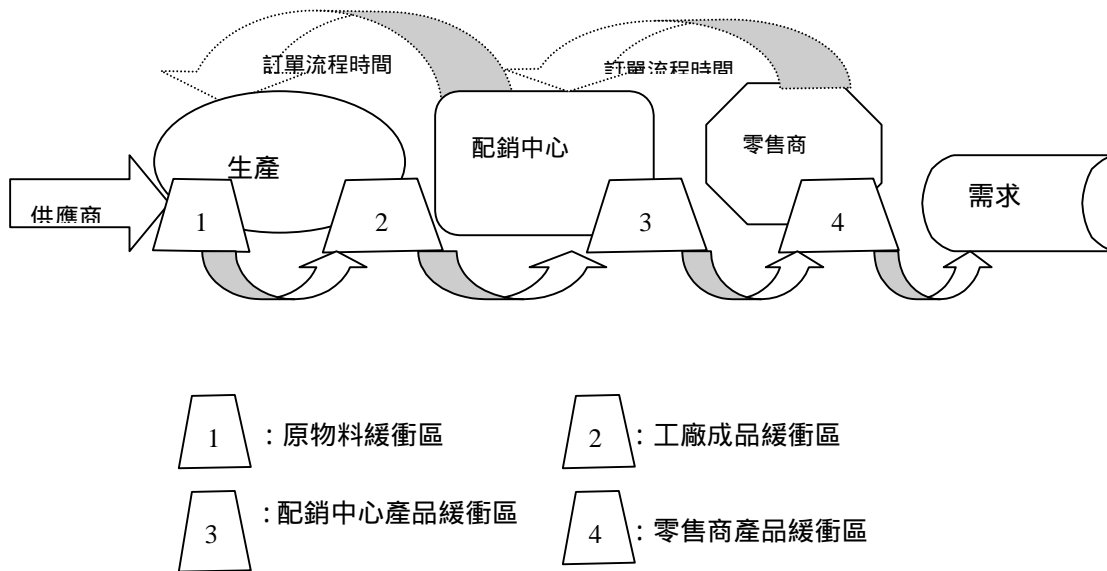 訂單流程時間
訂單流程時間
供應商
生產
配銷中心
零售商
需求
1
2
3
4
1
：原物料緩衝區
2
：工廠成品緩衝區
3
：配銷中心產品緩衝區
4
：零售商產品緩衝區